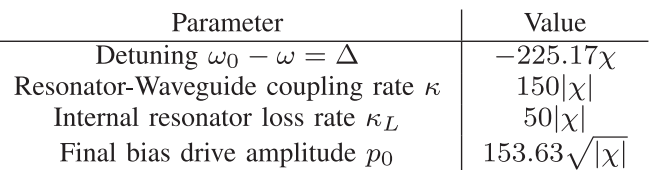 Parameter Value
Detuning ω₀ − ω = Δ −225.17χ
Resonator-Waveguide coupling rate κ 150|χ|
Internal resonator loss rate κ_L 50|χ|
Final bias drive amplitude p₀ 153.63√|χ|